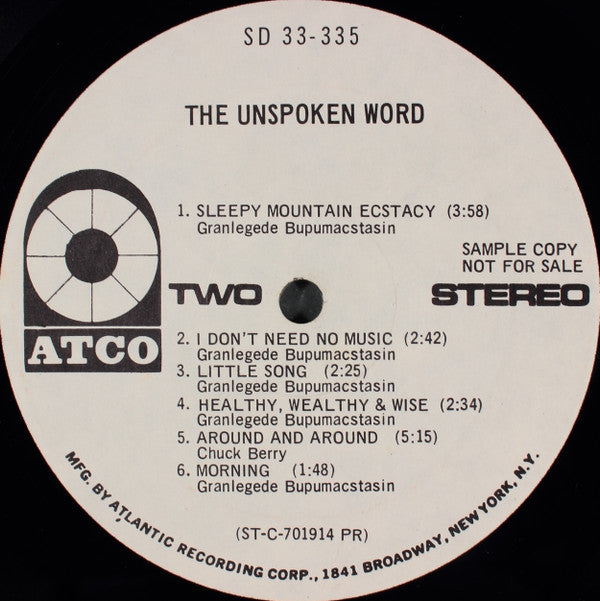 SD 33-335
THE UNSPOKEN WORD
1. SLEEPY MOUNTAIN ECSTACY (3:58)
Granlegede Bupumacstasin
SAMPLE COPY
NOT FOR SALE
TWO
STEREO
ATCO
2. I DON'T NEED NO MUSIC (2:42)
Granlegede Bupumacstasin
3. LITTLE SONG (2:25)
Granlegede Bupumacstasin
4. HEALTHY, WEALTHY & WISE (2:34)
Granlegede Bupumacstasin
5. AROUND AND AROUND (5:15)
Chuck Berry
6. MORNING (1:48)
Granlegede Bupumacstasin
(ST-C-701914 PR)
MFG. BY ATLANTIC RECORDING CORP., 1841 BROADWAY, NEW YORK, N.Y.